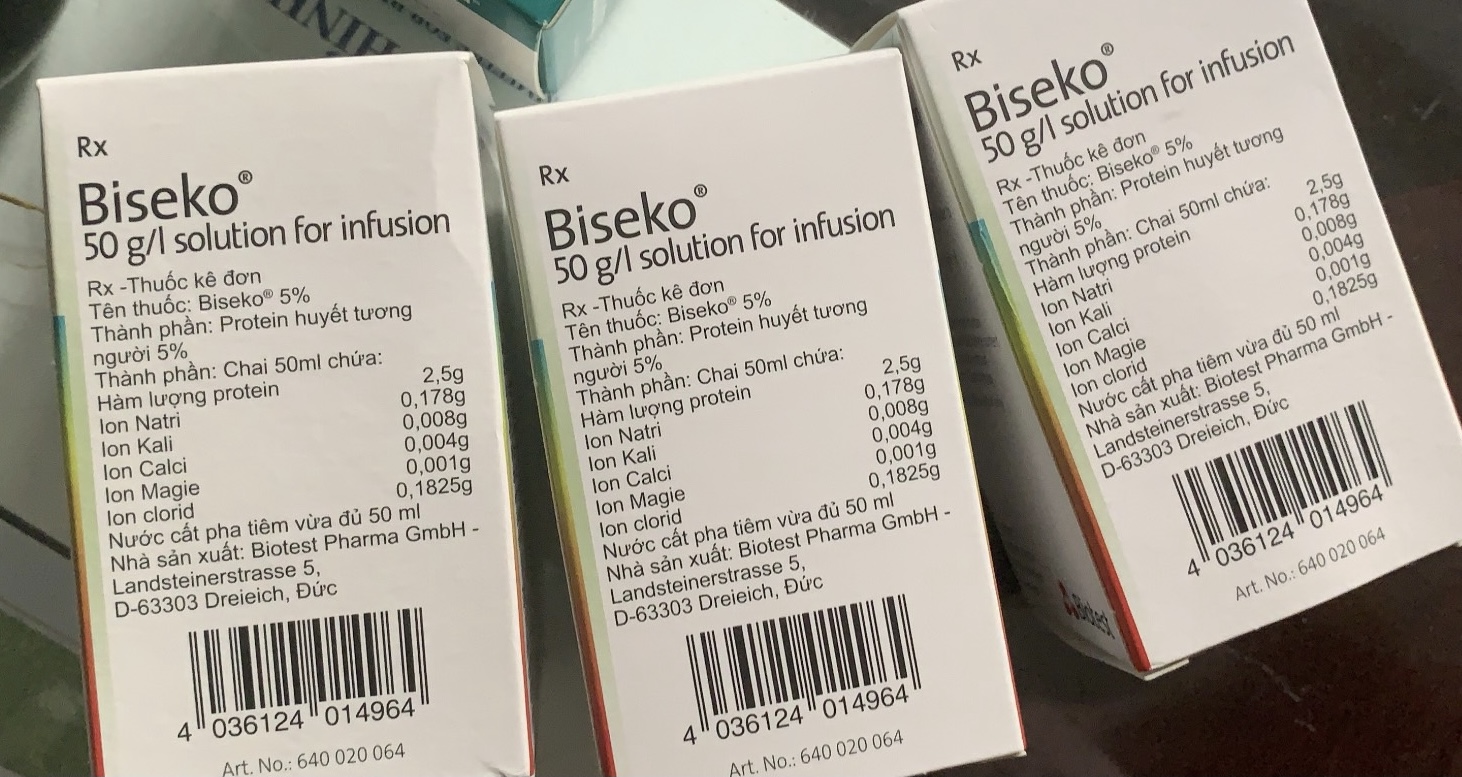 Rx
Biseko®
50 g/l solution for infusion
Rx -Thuốc kê đơn
Tên thuốc: Biseko® 5%
Thành phần: Protein huyết tương
người 5%
Thành phần: Chai 50ml chứa:
Hàm lượng protein 2,5g
Ion Natri 0,178g
Ion Kali 0,008g
Ion Calci 0,004g
Ion Magie 0,001g
Ion clorid 0,1825g
Nước cất pha tiêm vừa đủ 50 ml
Nhà sản xuất: Biotest Pharma GmbH -
Landsteinerstrasse 5,
D-63303 Dreieich, Đức
4 036124 014964
Art. No.: 640 020 064
Rx
Biseko®
50 g/l solution for infusion
Rx -Thuốc kê đơn
Tên thuốc: Biseko® 5%
Thành phần: Protein huyết tương
người 5%
Thành phần: Chai 50ml chứa:
Hàm lượng protein 2,5g
Ion Natri 0,178g
Ion Kali 0,008g
Ion Calci 0,004g
Ion Magie 0,001g
Ion clorid 0,1825g
Nước cất pha tiêm vừa đủ 50 ml
Nhà sản xuất: Biotest Pharma GmbH -
Landsteinerstrasse 5,
D-63303 Dreieich, Đức
4 036124 014964
Art. No.: 640 020 064
Rx
Biseko®
50 g/l solution for infusion
Rx -Thuốc kê đơn
Tên thuốc: Biseko® 5%
Thành phần: Protein huyết tương
người 5%
Thành phần: Chai 50ml chứa:
Hàm lượng protein 2,5g
Ion Natri 0,178g
Ion Kali 0,008g
Ion Calci 0,004g
Ion Magie 0,001g
Ion clorid 0,1825g
Nước cất pha tiêm vừa đủ 50 ml
Nhà sản xuất: Biotest Pharma GmbH -
Landsteinerstrasse 5,
D-63303 Dreieich, Đức
4 036124 014964
Art. No.: 640 020 064
Biotest